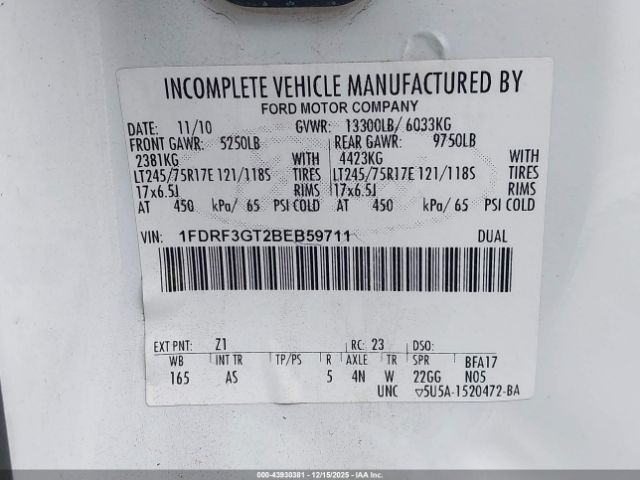 INCOMPLETE VEHICLE MANUFACTURED BY
FORD MOTOR COMPANY
DATE: 11/10 GVWR: 13300LB/ 6033KG
FRONT GAWR: 5250LB REAR GAWR: 9750LB
2381KG WITH 4423KG WITH
LT245/75R17E 121/118S TIRES LT245/75R17E 121/118S TIRES
17x6.5J RIMS 17x6.5J RIMS
AT 450 kPa/ 65 PSI COLD AT 450 kPa/ 65 PSI COLD
VIN: 1FDRF3GT2BEB59711 DUAL
EXT PNT: Z1 RC: 23 DSO:
WB INT TR TP/PS R AXLE TR SPR BFA17
165 AS 5 4N W 22GG N05
UNC ▽5U5A-1520472-BA
000-43930381 - 12/15/2025 - IAAI.COM